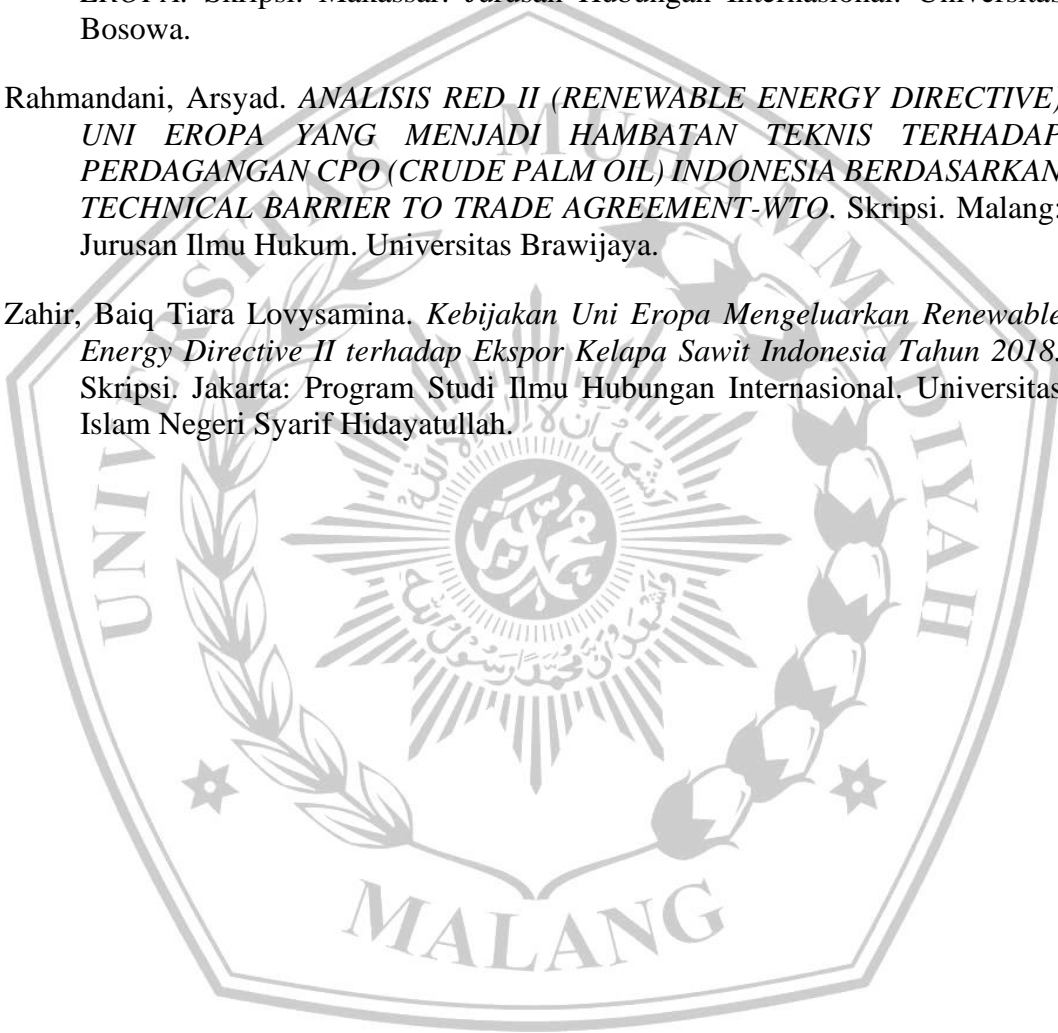 EROPA. Skripsi. Makassar: Jurusan Hubungan Internasional. Universitas
Bosowa.
Rahmandani, Arsyad. ANALISIS RED II (RENEWABLE ENERGY DIRECTIVE)
UNI EROPA YANG MENJADI HAMBATAN TEKNIS TERHADAP
PERDAGANGAN CPO (CRUDE PALM OIL) INDONESIA BERDASARKAN
TECHNICAL BARRIER TO TRADE AGREEMENT-WTO. Skripsi. Malang:
Jurusan Ilmu Hukum. Universitas Brawijaya.
Zahir, Baiq Tiara Lovysamina. Kebijakan Uni Eropa Mengeluarkan Renewable
Energy Directive II terhadap Ekspor Kelapa Sawit Indonesia Tahun 2018.
Skripsi. Jakarta: Program Studi Ilmu Hubungan Internasional. Universitas
Islam Negeri Syarif Hidayatullah.
UNIVERSITAS MUHAMMADIYAH
MALANG